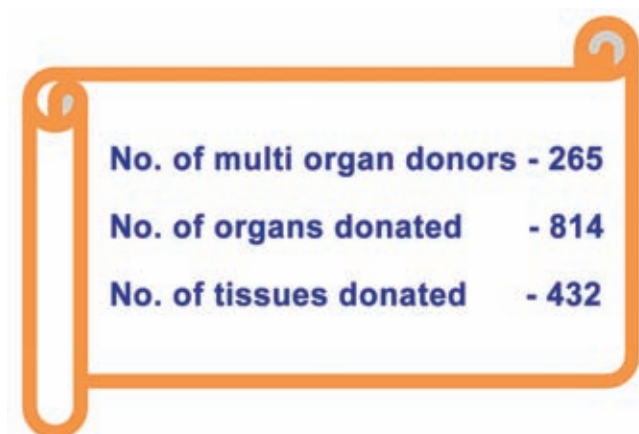 No. of multi organ donors - 265
No. of organs donated - 814
No. of tissues donated - 432